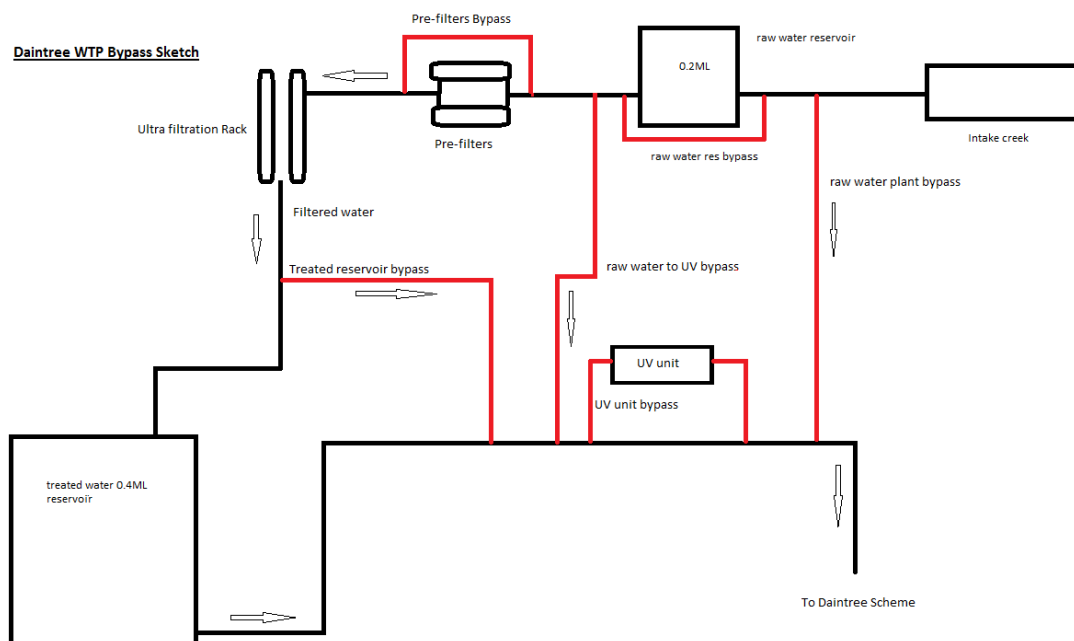 Pre-filters Bypass
Daintree WTP Bypass Sketch
raw water reservoir
0.2ML
Ultra filtration Rack
Pre-filters
Intake creek
raw water res bypass
raw water plant bypass
Filtered water
Treated reservoir bypass
raw water to UV bypass
UV unit
UV unit bypass
treated water 0.4ML
reservoir
To Daintree Scheme